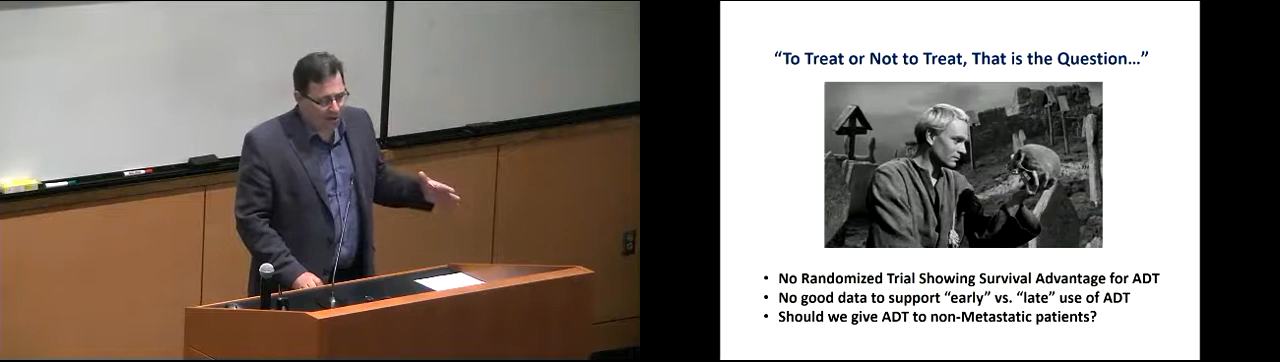 “To Treat or Not to Treat, That is the Question…”
• No Randomized Trial Showing Survival Advantage for ADT
• No good data to support “early” vs. “late” use of ADT
• Should we give ADT to non-Metastatic patients?